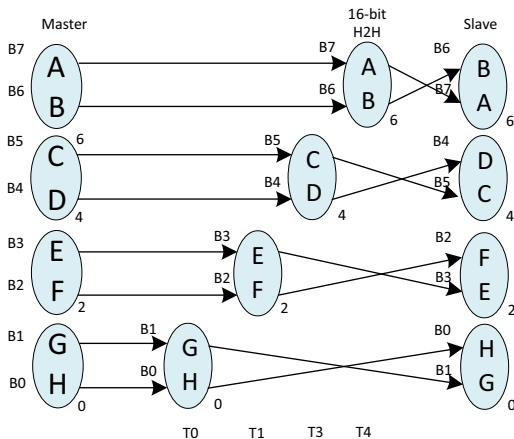 Master
16-bit
H2H
Slave
B7
A
B7
A
B6
B
B6
B
B6
B
6
B7
A
6
B5
C
6
B5
C
B4
D
B4
D
4
B4
D
4
B5
C
4
B3
E
B3
E
B2
F
B2
F
2
B2
F
2
B3
E
2
B1
G
B1
G
B0
H
B0
H
0
B0
H
0
B1
G
0
T0 T1 T3 T4